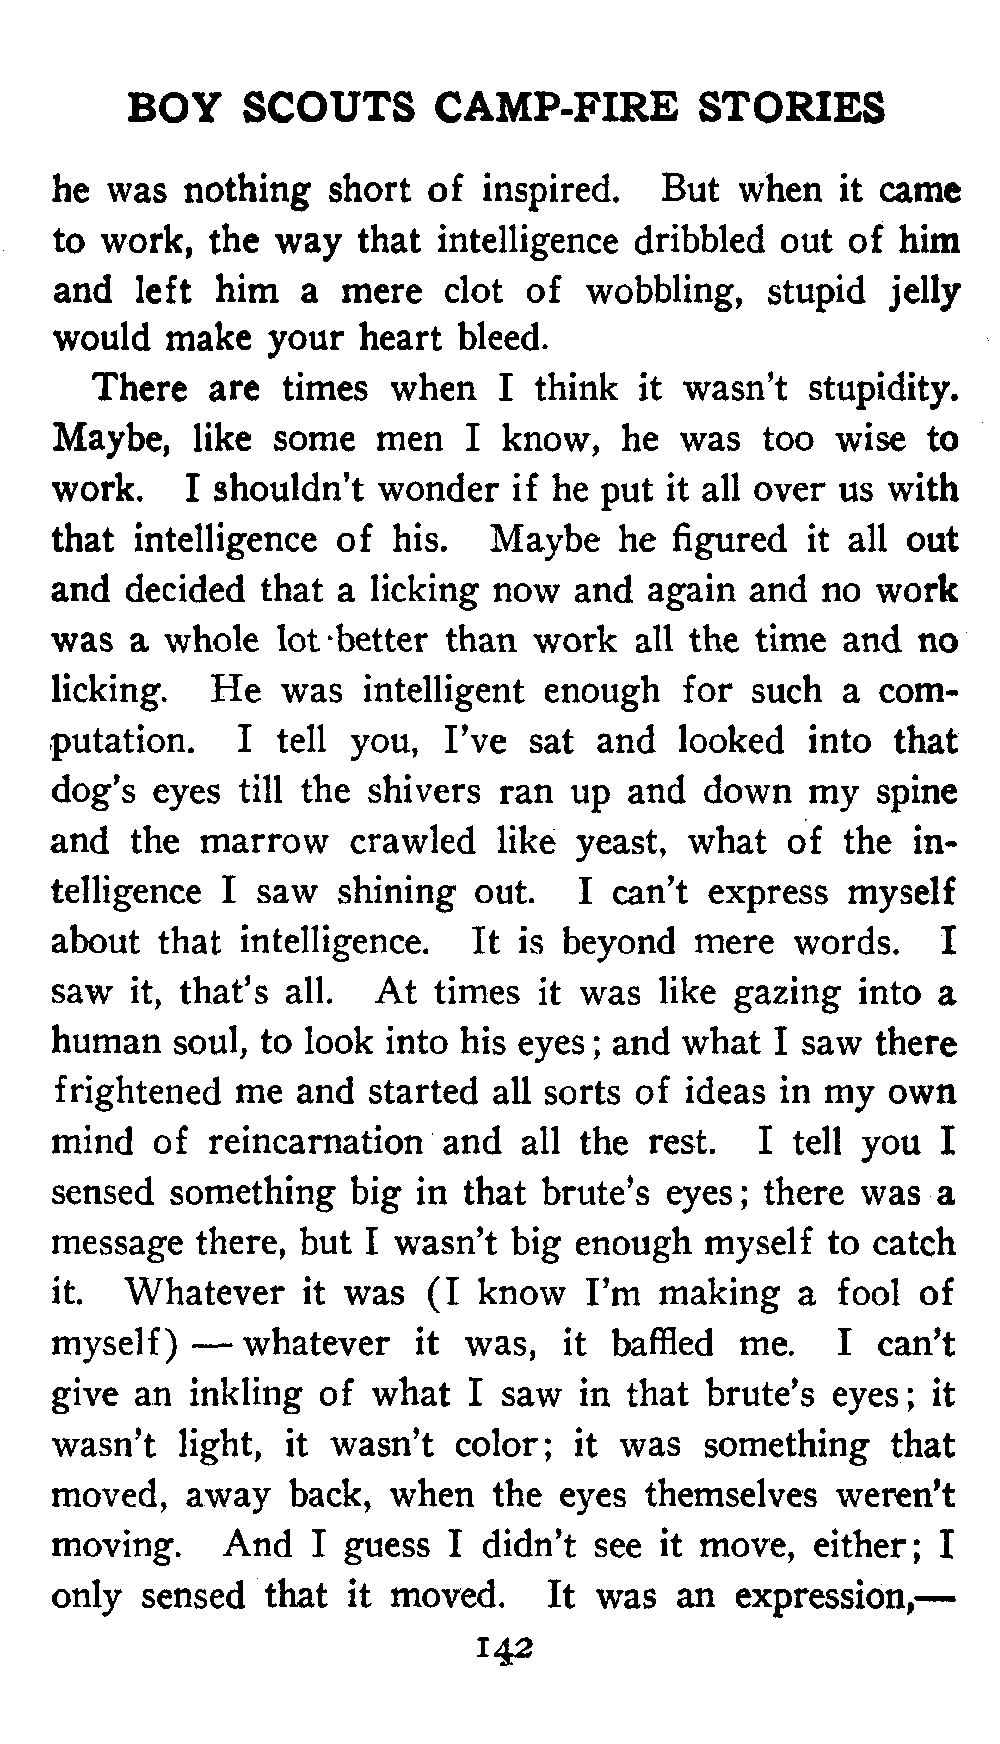 BOY SCOUTS CAMP-FIRE STORIES
he was nothing short of inspired. But when it came
to work, the way that intelligence dribbled out of him
and left him a mere clot of wobbling, stupid jelly
would make your heart bleed.
There are times when I think it wasn't stupidity.
Maybe, like some men I know, he was too wise to
work. I shouldn't wonder if he put it all over us with
that intelligence of his. Maybe he figured it all out
and decided that a licking now and again and no work
was a whole lot better than work all the time and no
licking. He was intelligent enough for such a com-
putation. I tell you, I've sat and looked into that
dog's eyes till the shivers ran up and down my spine
and the marrow crawled like yeast, what of the in-
telligence I saw shining out. I can't express myself
about that intelligence. It is beyond mere words. I
saw it, that's all. At times it was like gazing into a
human soul, to look into his eyes; and what I saw there
frightened me and started all sorts of ideas in my own
mind of reincarnation and all the rest. I tell you I
sensed something big in that brute's eyes; there was a
message there, but I wasn't big enough myself to catch
it. Whatever it was (I know I'm making a fool of
myself) — whatever it was, it baffled me. I can't
give an inkling of what I saw in that brute's eyes; it
wasn't light, it wasn't color; it was something that
moved, away back, when the eyes themselves weren't
moving. And I guess I didn't see it move, either; I
only sensed that it moved. It was an expression,—
142